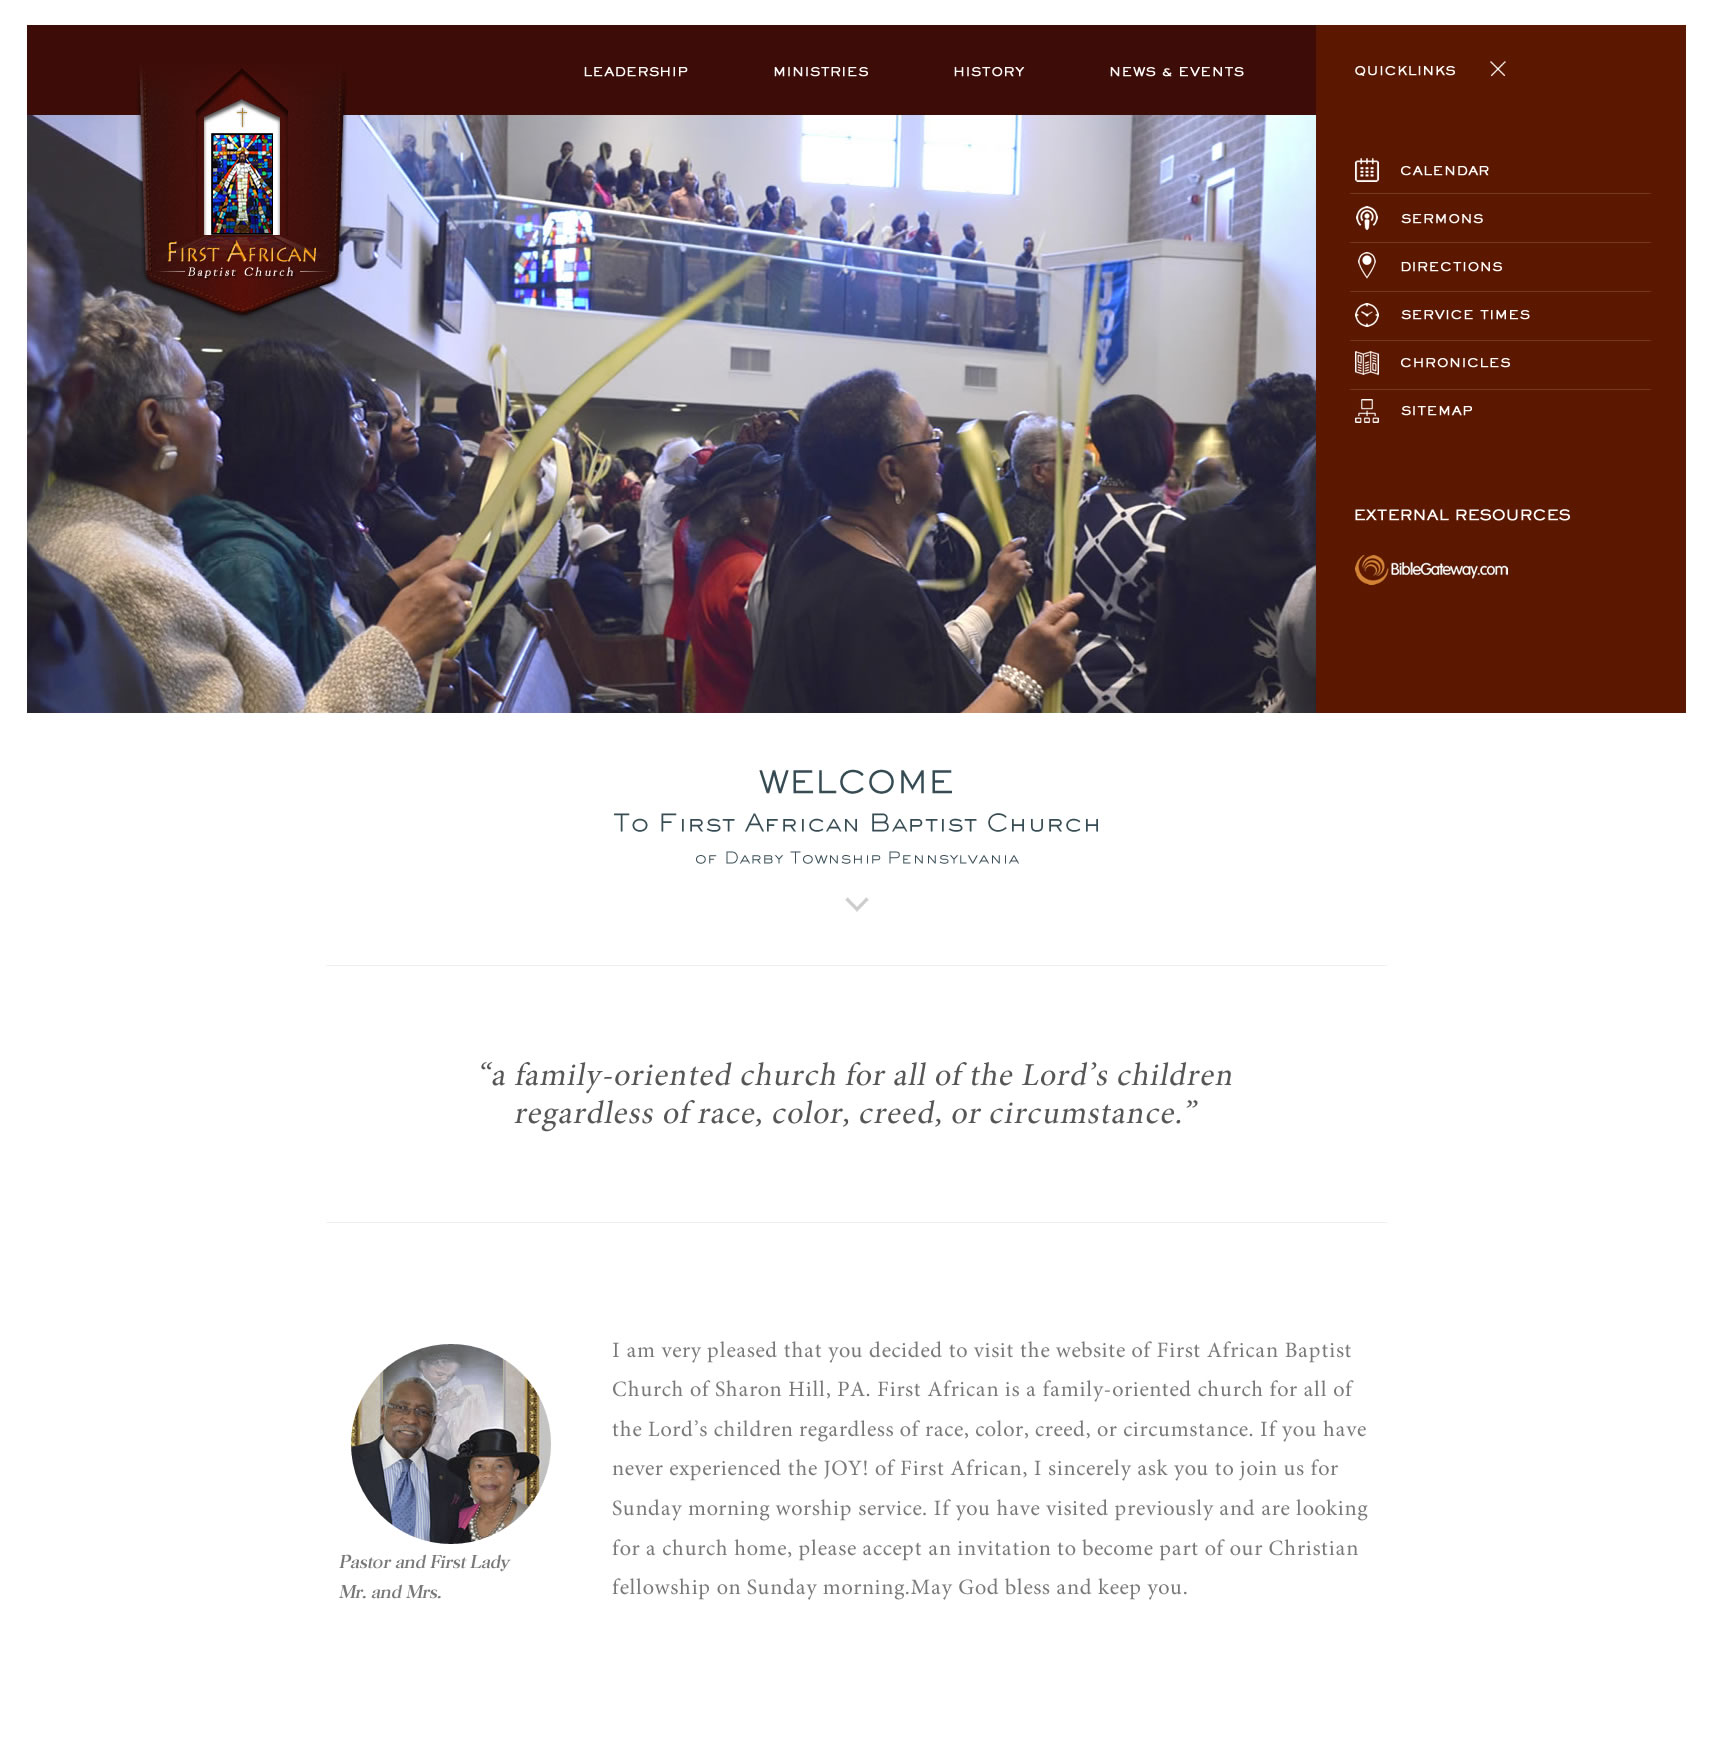 LEADERSHIP
MINISTRIES
HISTORY
NEWS & EVENTS
QUICKLINKS
FIRST AFRICAN
Baptist Church
JOY
CALENDAR
SERMONS
DIRECTIONS
SERVICE TIMES
CHRONICLES
SITEMAP
EXTERNAL RESOURCES
BibleGateway.com
WELCOME
TO FIRST AFRICAN BAPTIST CHURCH
OF DARBY TOWNSHIP PENNSYLVANIA
“a family-oriented church for all of the Lord’s children
regardless of race, color, creed, or circumstance.”
I am very pleased that you decided to visit the website of First African Baptist
Church of Sharon Hill, PA. First African is a family-oriented church for all of
the Lord’s children regardless of race, color, creed, or circumstance. If you have
never experienced the JOY! of First African, I sincerely ask you to join us for
Sunday morning worship service. If you have visited previously and are looking
for a church home, please accept an invitation to become part of our Christian
fellowship on Sunday morning.May God bless and keep you.
Pastor and First Lady
Mr. and Mrs.